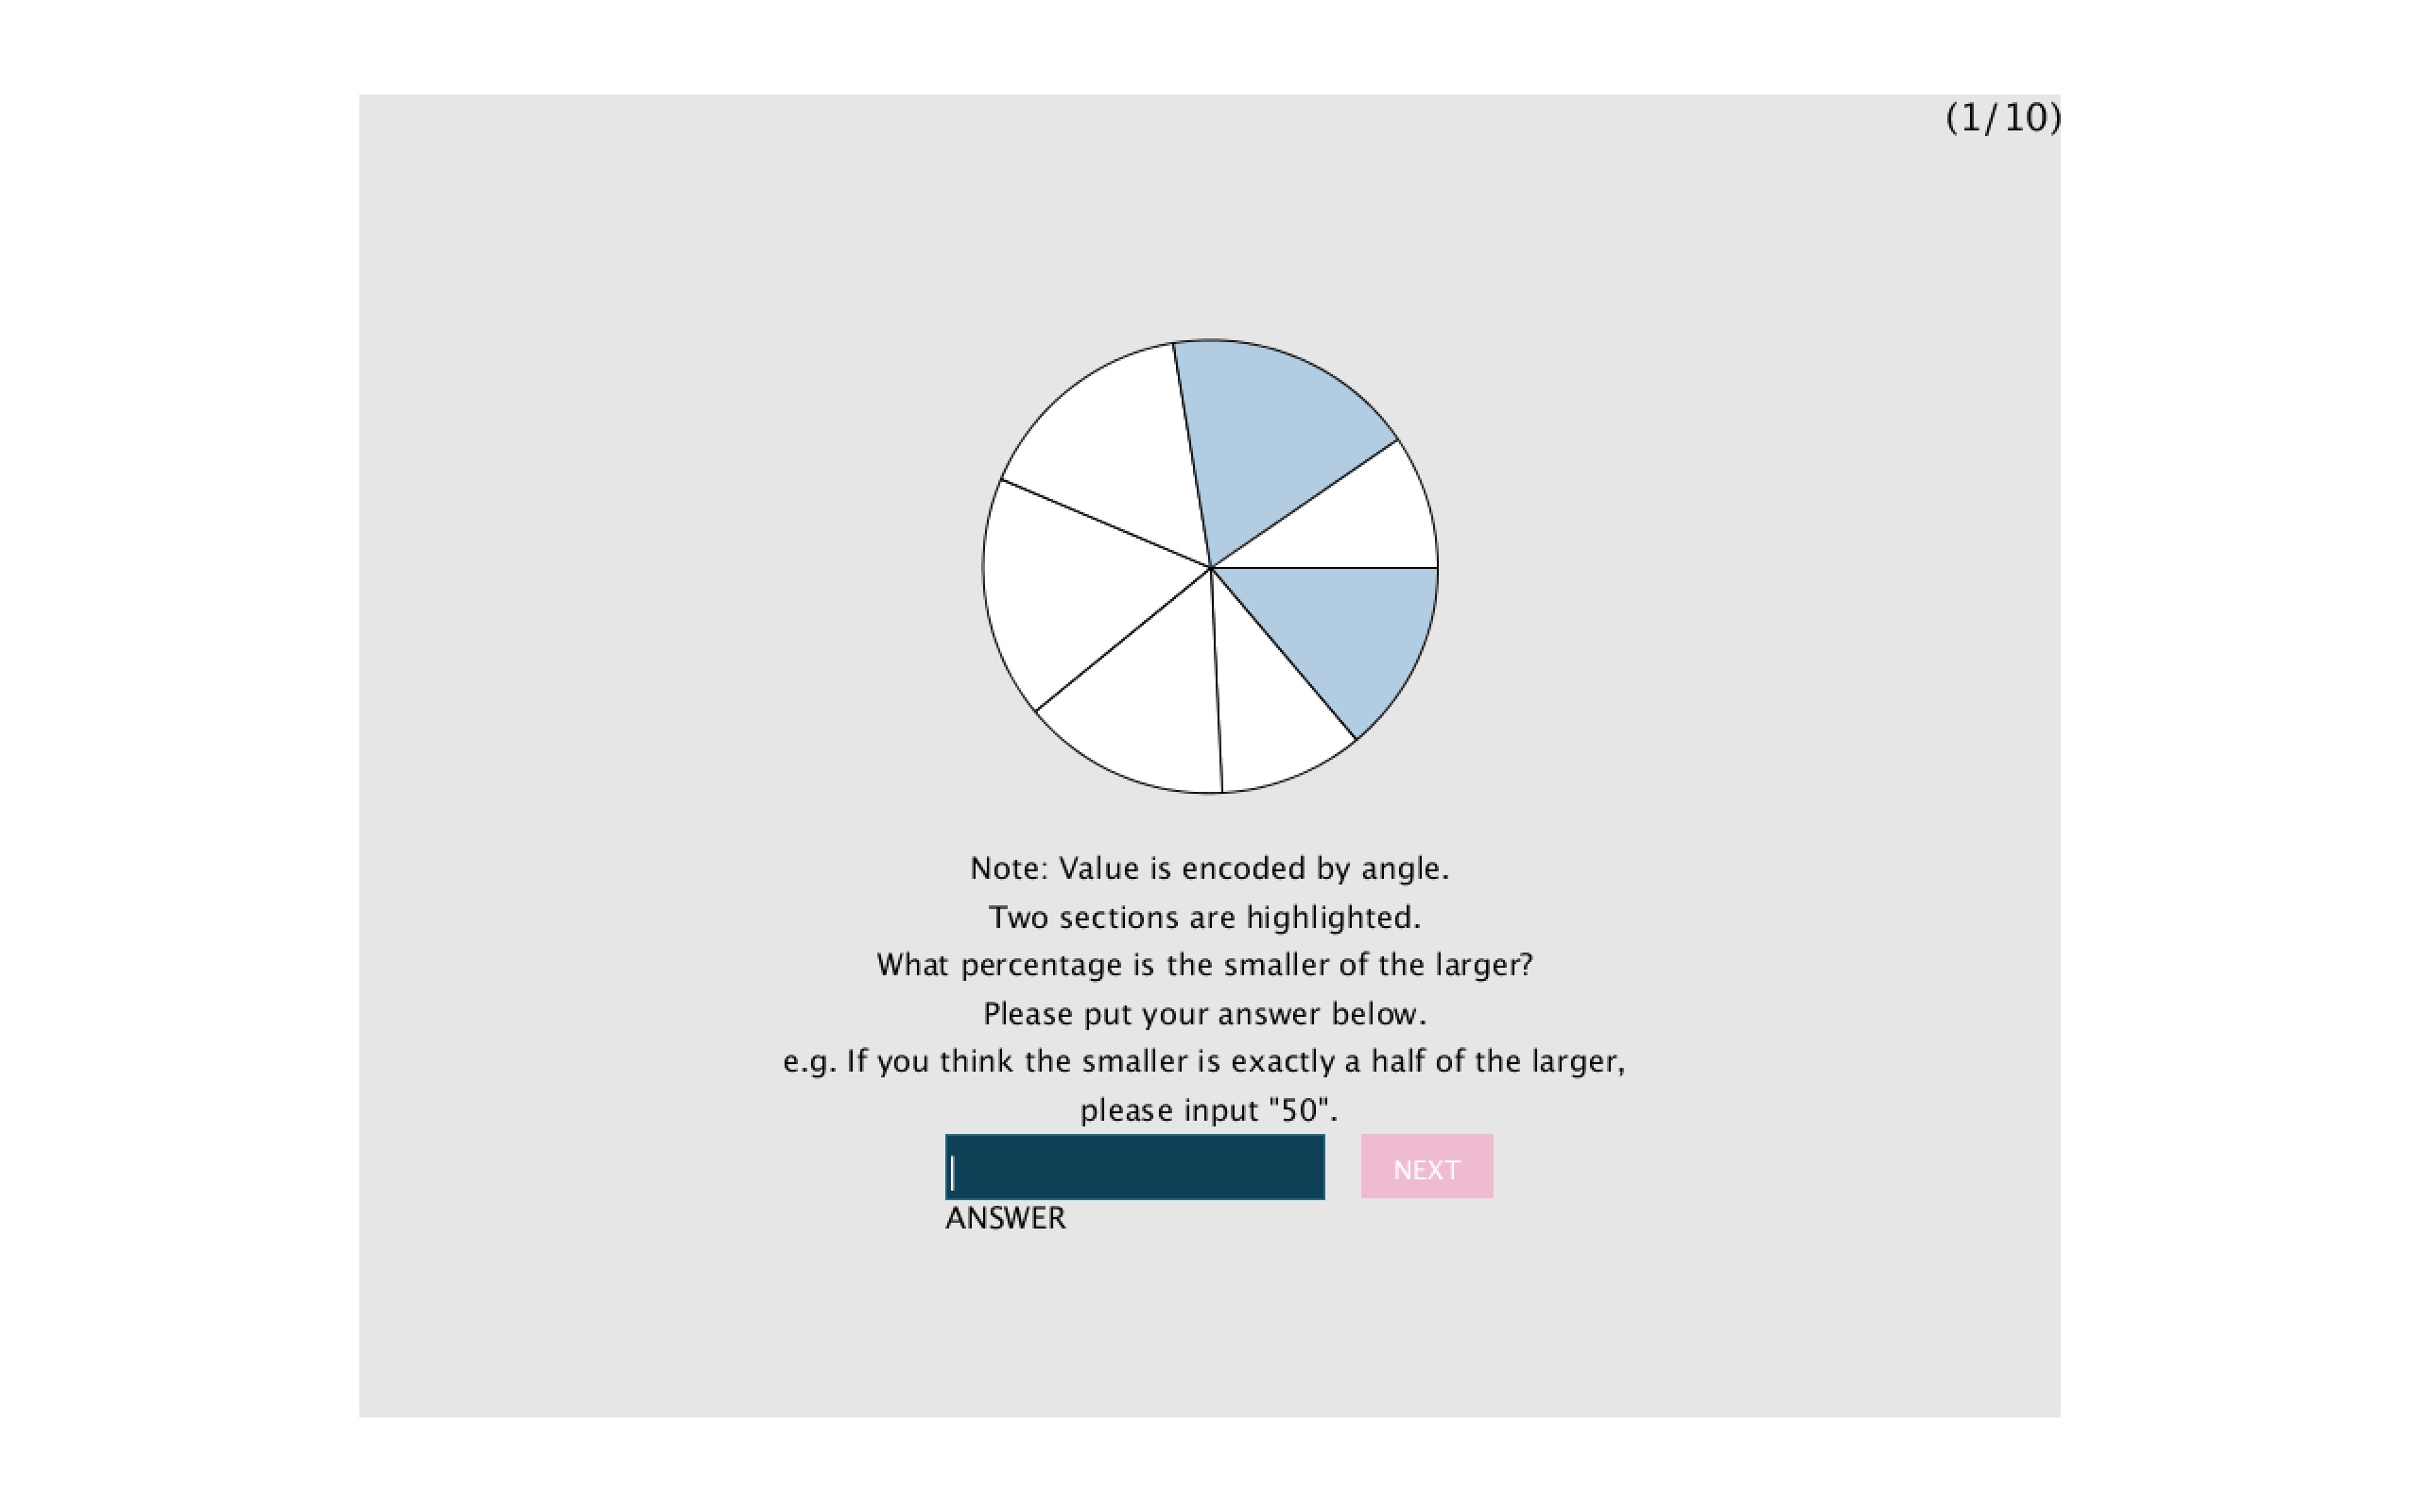 (1/10)
Note: Value is encoded by angle.
Two sections are highlighted.
What percentage is the smaller of the larger?
Please put your answer below.
e.g. If you think the smaller is exactly a half of the larger,
please input "50".
NEXT
ANSWER